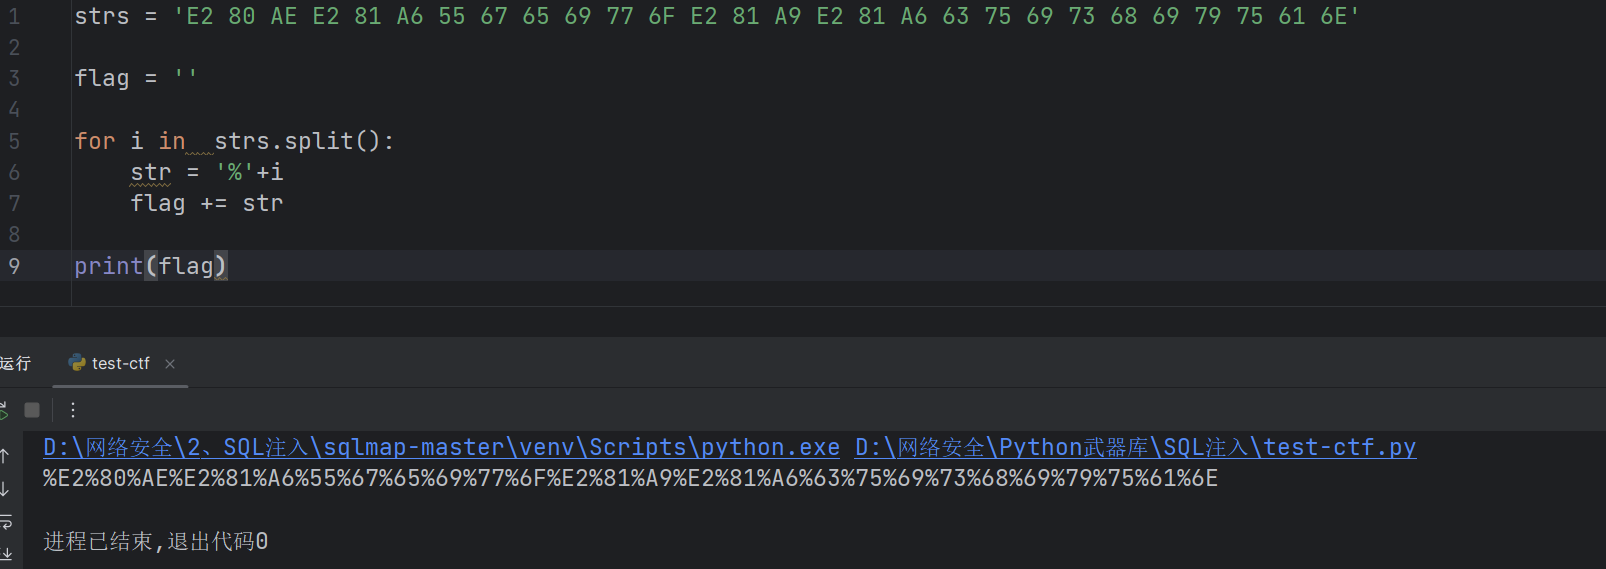 1 strs = 'E2 80 AE E2 81 A6 55 67 65 69 77 6F E2 81 A9 E2 81 A6 63 75 69 73 68 69 79 75 61 6E'
2
3 flag = ''
4
5 for i in  strs.split():
6     str = '%'+i
7     flag += str
8
9 print(flag)
运行 test-ctf ×
D:\网络安全\2、SQL注入\sqlmap-master\venv\Scripts\python.exe D:\网络安全\Python武器库\SQL注入\test-ctf.py
%E2%80%AE%E2%81%A6%55%67%65%69%77%6F%E2%81%A9%E2%81%A6%63%75%69%73%68%69%79%75%61%6E
进程已结束,退出代码0